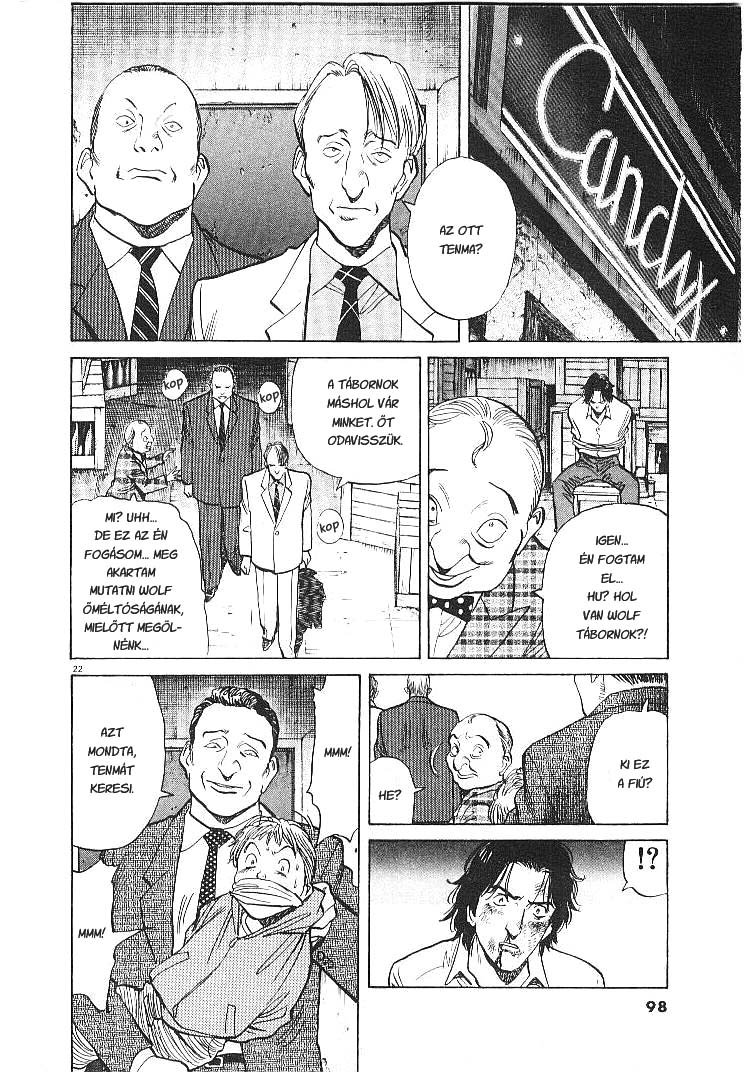 Candy
AZ OTT
TENMA?
IGEN...
ÉN FOGTAM
EL...
HU? HOL
VAN WOLF
TÁBORNOK?!
A TÁBORNOK
MÁSHOL VÁR
MINKET. ŐT
ODAVISSZÜK.
KOP
KOP
KOP
MI? UHH...
DE EZ AZ ÉN
FOGÁSOM... MEG
AKARTAM
MUTATNI WOLF
ŐMÉLTÓSÁGÁNAK,
MIELŐTT MEGÖL-
NÉNK...
22
KI EZ
A FIÚ?
HE?
!?
MMM!
AZT
MONDTA,
TENMÁT
KERESI.
MMM!
98